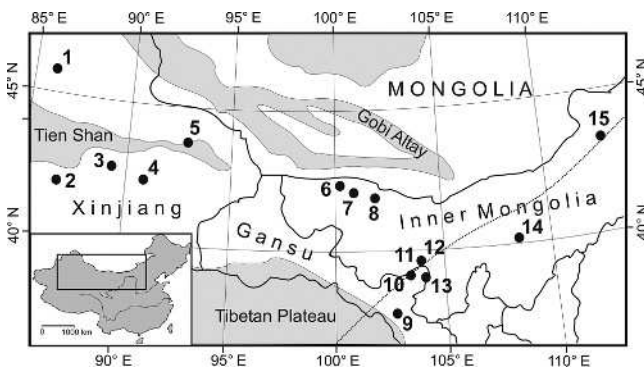 85° E 90° E 95° E 100° E 105° E 110° E
45° N
40° N
45° N
40° N
1
MONGOLIA
Gobi Altay
Tien Shan
5
15
3
4
2
Xinjiang
6
7
8
Inner Mongolia
14
Gansu
11
12
10
13
9
Tibetan Plateau
0 1000 km
90° E 95° E 100° E 105° E 110° E